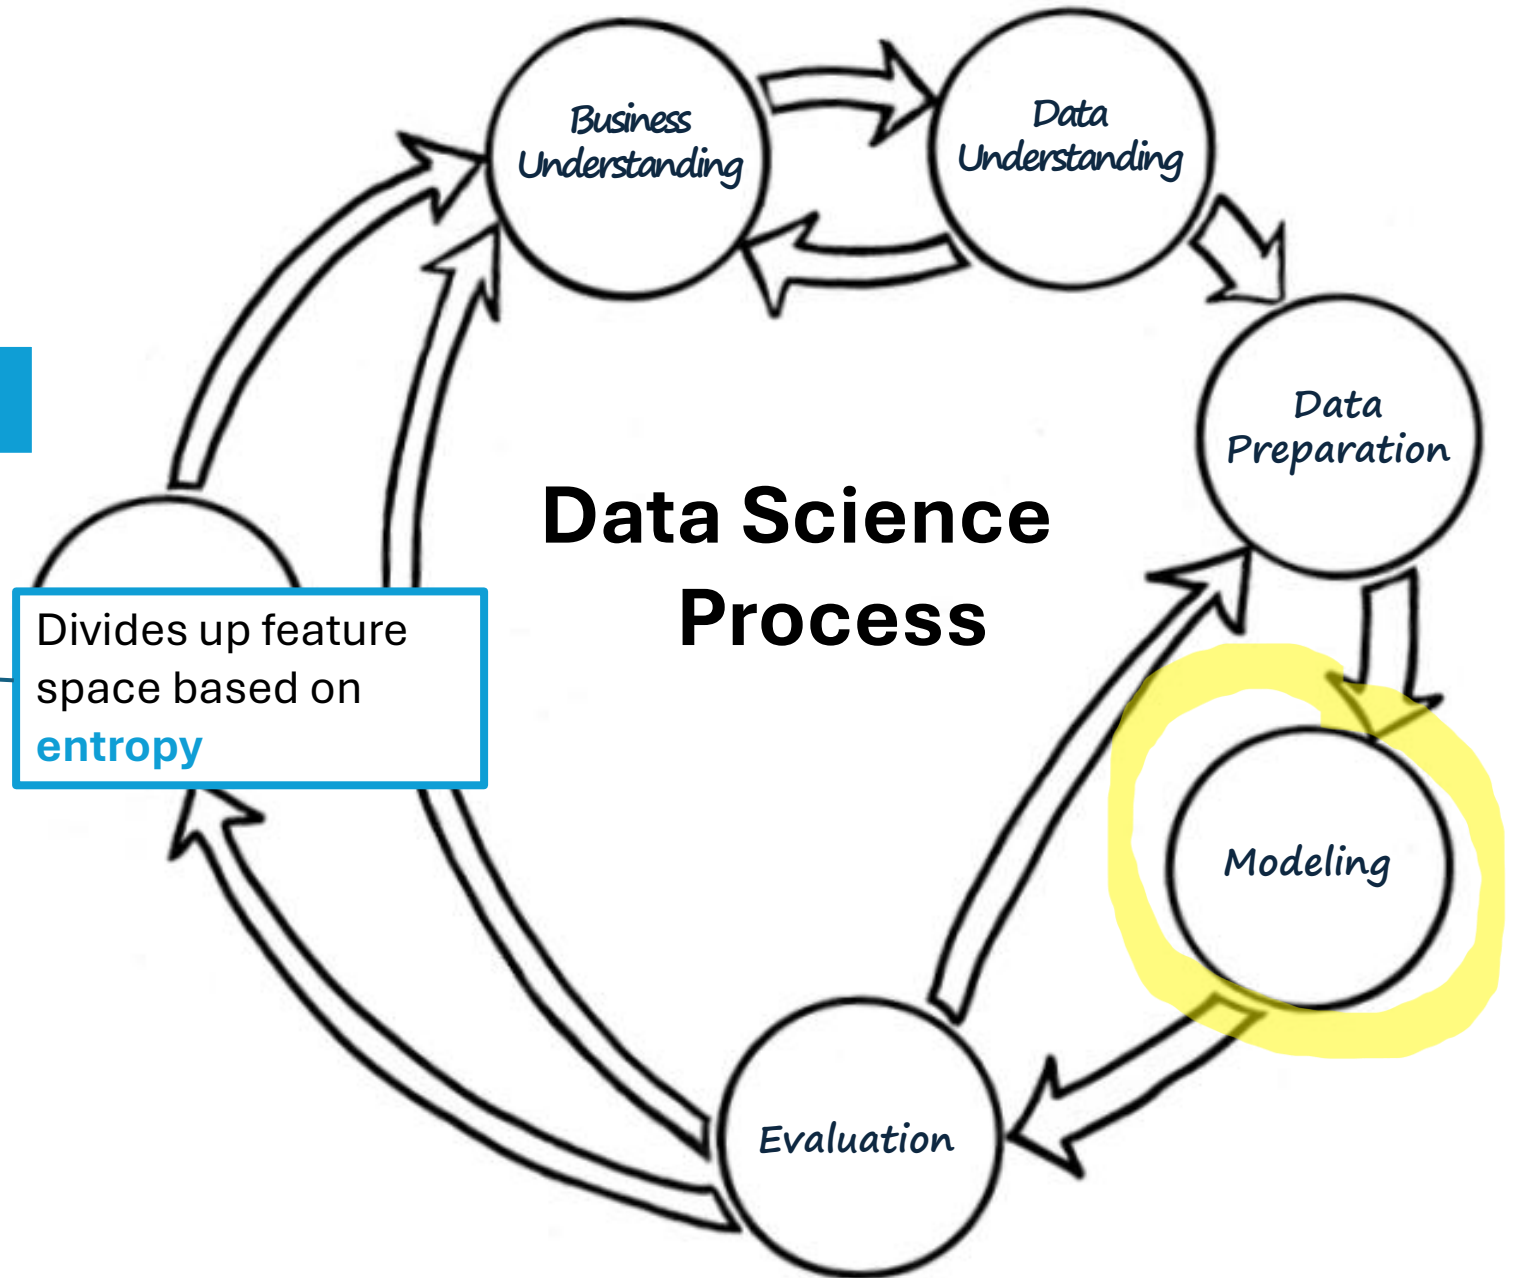 Business
Understanding
Data
Understanding
Data
Preparation
Data Science
Process
Divides up feature
space based on
entropy
Modeling
Evaluation